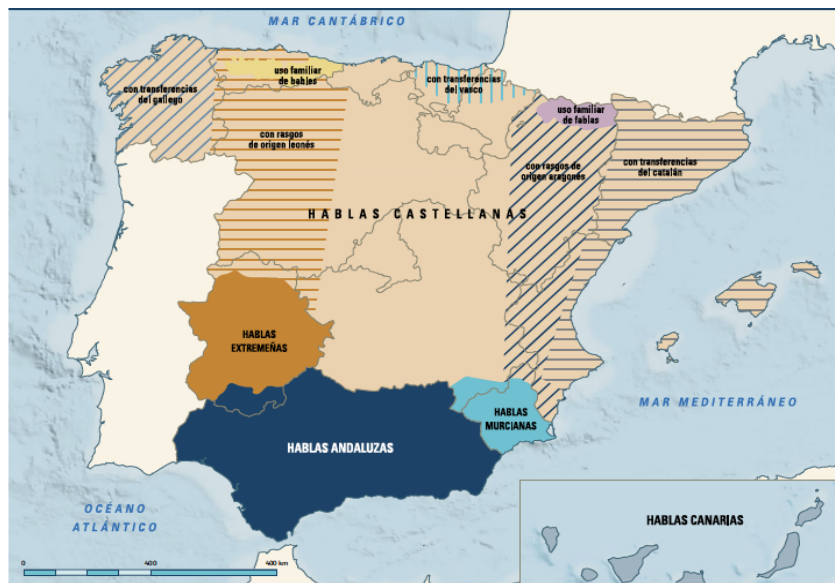 MAR CANTÁBRICO
con transferencias
del gallego
uso familiar
de bables
con transferencias
del vasco
uso familiar
de fablas
con rasgos
de origen leonés
con rasgos de
origen aragonés
con transferencias
del catalán
HABLAS CASTELLANAS
HABLAS
EXTREMEÑAS
MAR MEDITERRÁNEO
HABLAS
MURCIANAS
HABLAS ANDALUZAS
OCÉANO
ATLÁNTICO
HABLAS CANARIAS
0 400 400 km